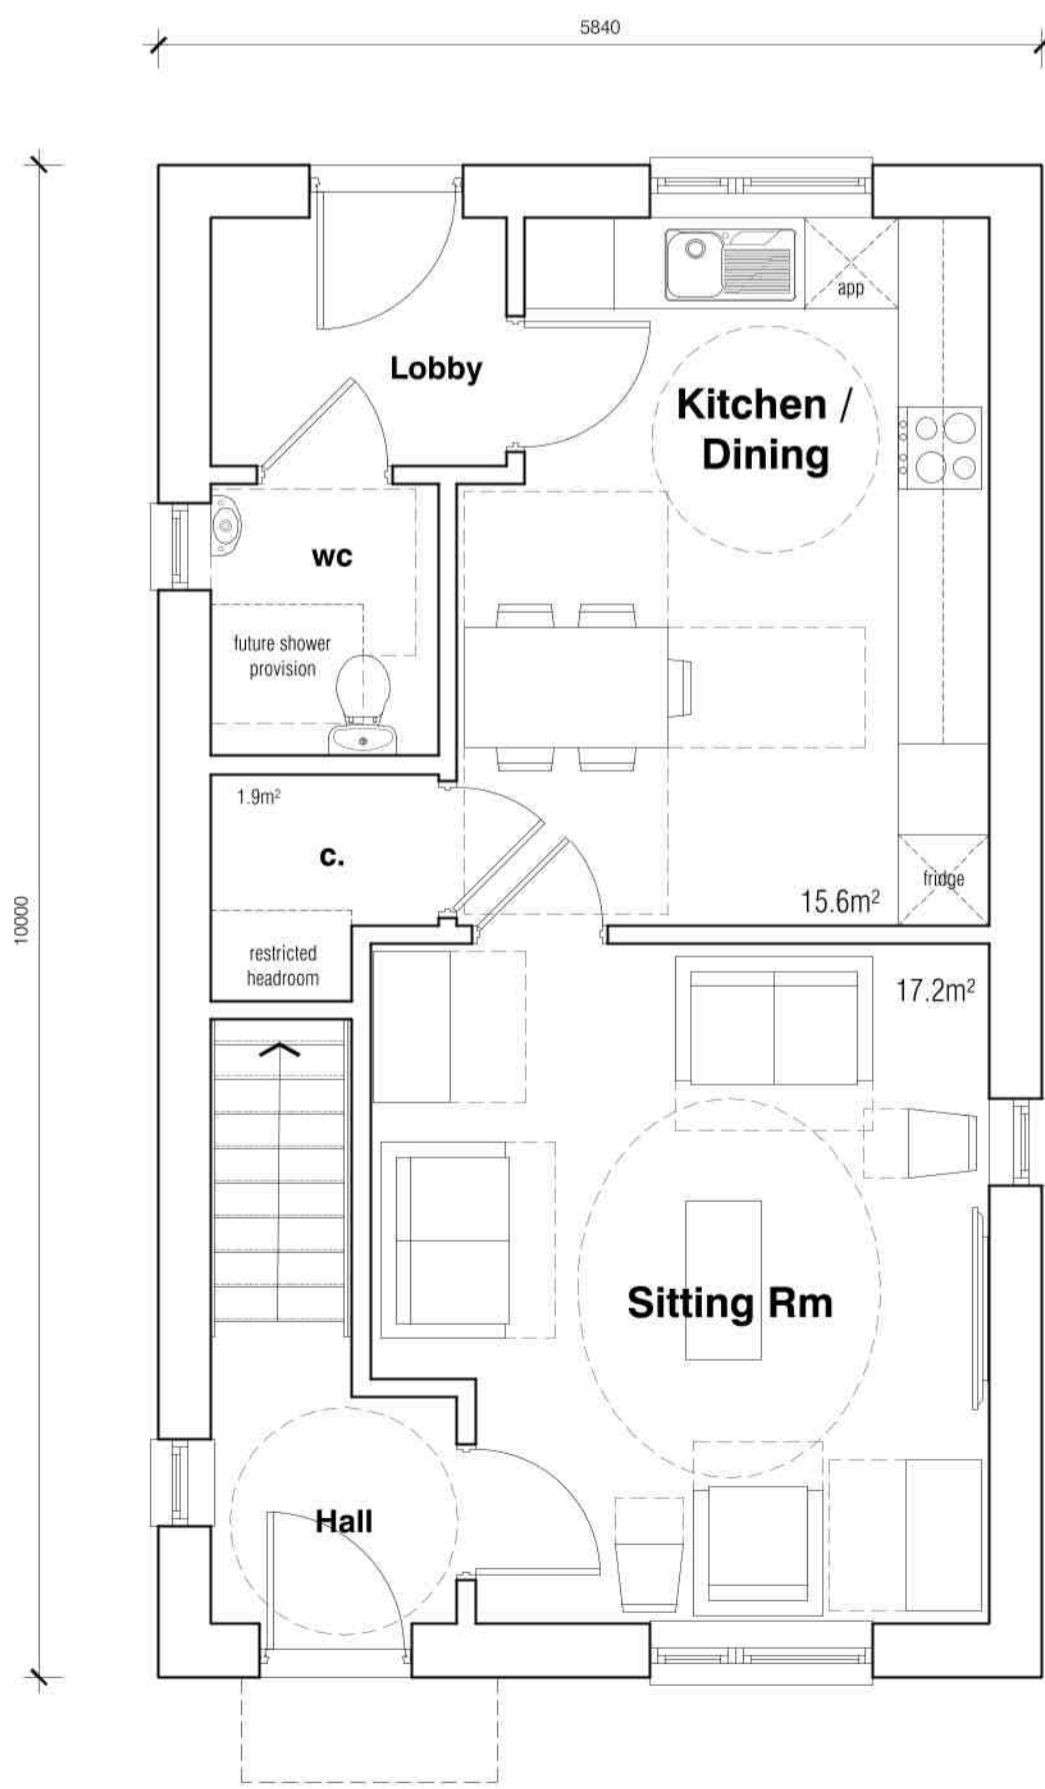 5840
10000
app
Lobby
Kitchen /
Dining
wc
future shower
provision
1.9m²
c.
fridge
15.6m²
restricted
headroom
17.2m²
Sitting Rm
Hall